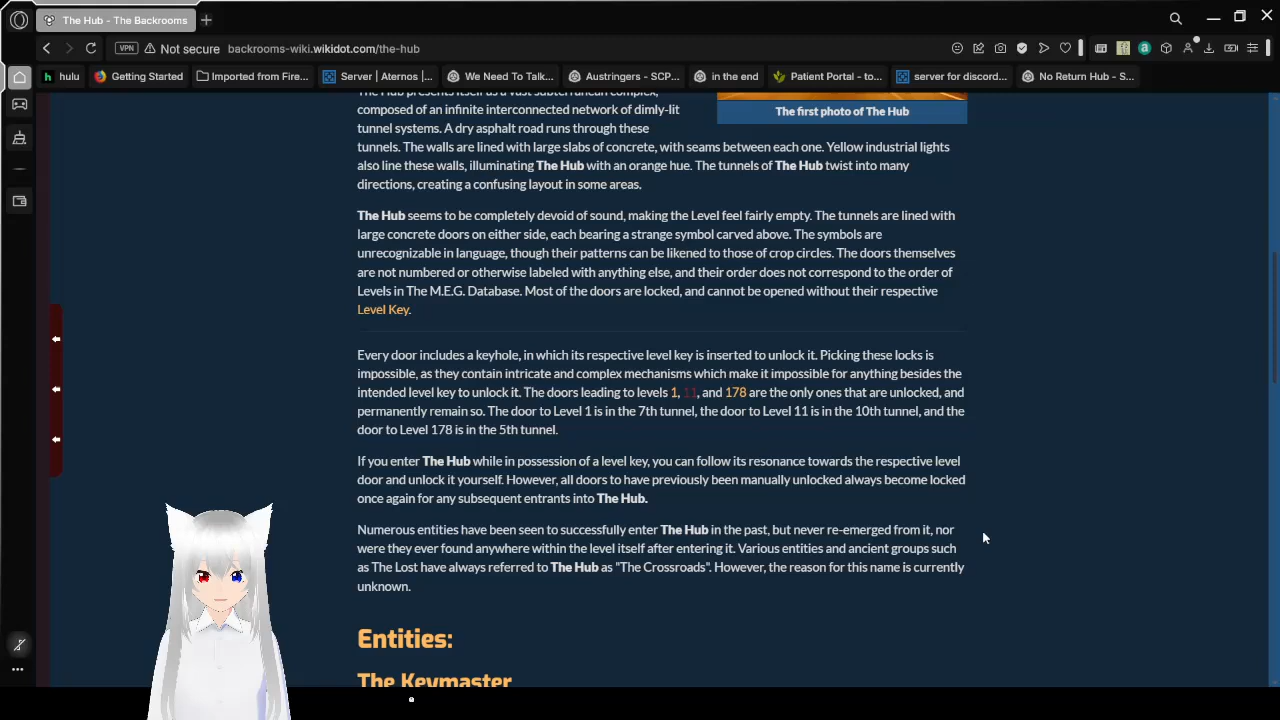 The Hub - The Backrooms
VPN Not secure backrooms-wiki.wikidot.com/the-hub
hulu Getting Started Imported from Fire... Server | Aternos |... We Need To Talk... Austringers - SCP... in the end Patient Portal - to... server for discord... No Return Hub - S...
The Hub presents itself as a vast subterranean complex,
composed of an infinite interconnected network of dimly-lit
tunnel systems. A dry asphalt road runs through these
tunnels. The walls are lined with large slabs of concrete, with seams between each one. Yellow industrial lights
also line these walls, illuminating The Hub with an orange hue. The tunnels of The Hub twist into many
directions, creating a confusing layout in some areas.
The first photo of The Hub
The Hub seems to be completely devoid of sound, making the Level feel fairly empty. The tunnels are lined with
large concrete doors on either side, each bearing a strange symbol carved above. The symbols are
unrecognizable in language, though their patterns can be likened to those of crop circles. The doors themselves
are not numbered or otherwise labeled with anything else, and their order does not correspond to the order of
Levels in The M.E.G. Database. Most of the doors are locked, and cannot be opened without their respective
Level Key.
Every door includes a keyhole, in which its respective level key is inserted to unlock it. Picking these locks is
impossible, as they contain intricate and complex mechanisms which make it impossible for anything besides the
intended level key to unlock it. The doors leading to levels 1, 11, and 178 are the only ones that are unlocked, and
permanently remain so. The door to Level 1 is in the 7th tunnel, the door to Level 11 is in the 10th tunnel, and the
door to Level 178 is in the 5th tunnel.
If you enter The Hub while in possession of a level key, you can follow its resonance towards the respective level
door and unlock it yourself. However, all doors to have previously been manually unlocked always become locked
once again for any subsequent entrants into The Hub.
Numerous entities have been seen to successfully enter The Hub in the past, but never re-emerged from it, nor
were they ever found anywhere within the level itself after entering it. Various entities and ancient groups such
as The Lost have always referred to The Hub as "The Crossroads". However, the reason for this name is currently
unknown.
Entities:
The Keymaster